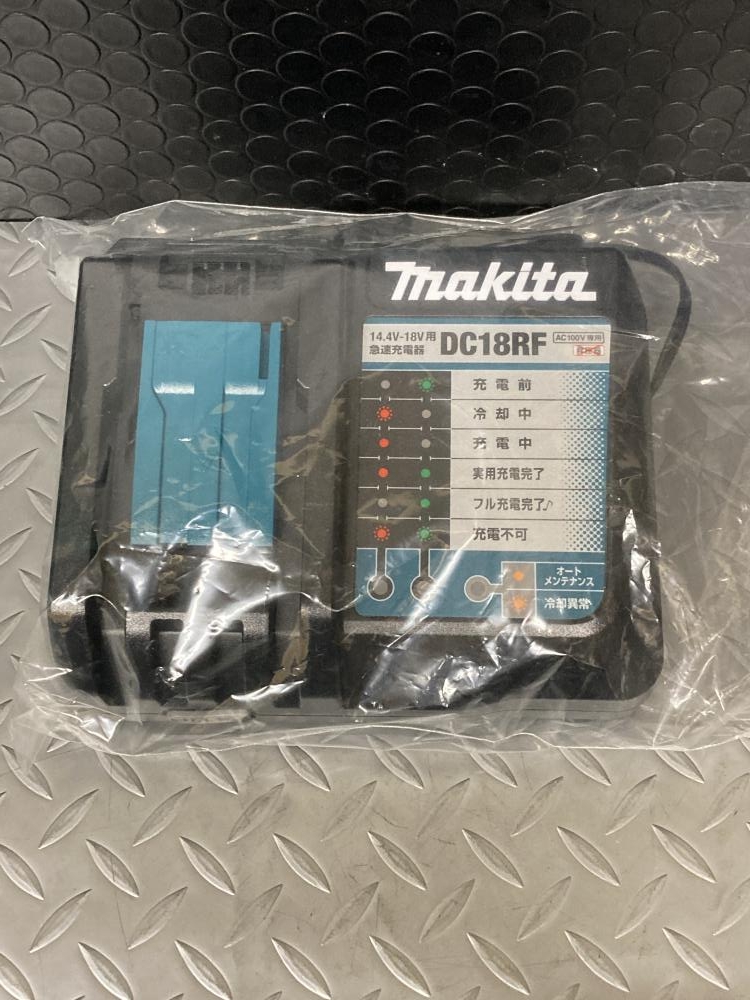 makita
14.4V-18V用
急速充電器
DC18RF
AC100V専用
充電前
冷却中
充電中
実用充電完了
フル充電完了♪
充電不可
オート
メンテナンス
冷却異常